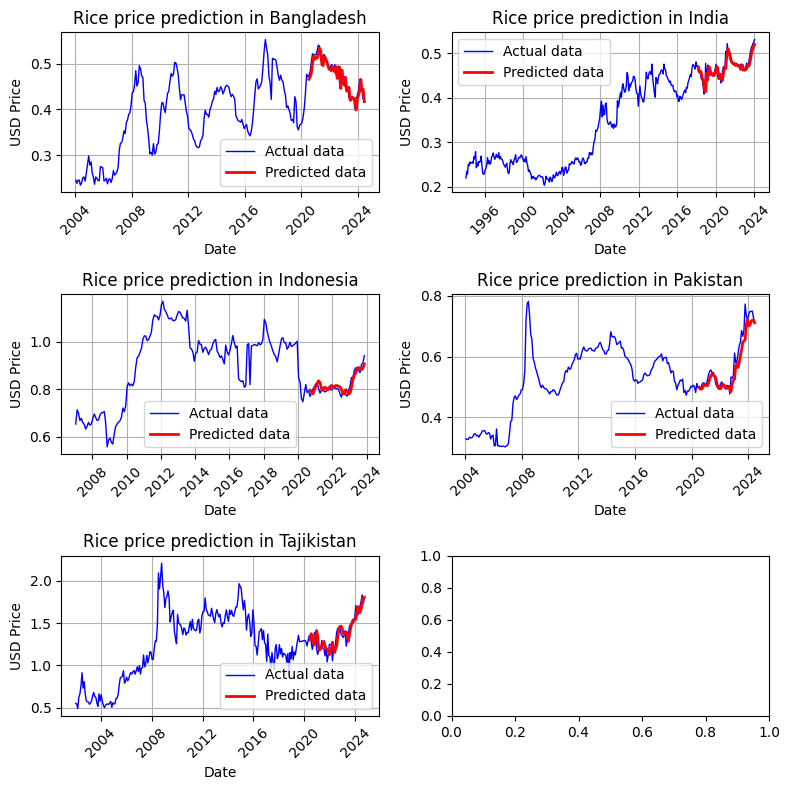 Rice price prediction in Bangladesh
USD Price
0.5
0.4
0.3
Actual data
Predicted data
2004
2008
2012
2016
2020
2024
Date
Rice price prediction in India
USD Price
0.5
0.4
0.3
0.2
Actual data
Predicted data
1996
2000
2004
2008
2012
2016
2020
2024
Date
Rice price prediction in Indonesia
USD Price
1.0
0.8
0.6
Actual data
Predicted data
2008
2010
2012
2014
2016
2018
2020
2022
2024
Date
Rice price prediction in Pakistan
USD Price
0.8
0.6
0.4
Actual data
Predicted data
2004
2008
2012
2016
2020
2024
Date
Rice price prediction in Tajikistan
USD Price
2.0
1.5
1.0
0.5
Actual data
Predicted data
2004
2008
2012
2016
2020
2024
Date
1.0
0.8
0.6
0.4
0.2
0.0
0.0
0.2
0.4
0.6
0.8
1.0